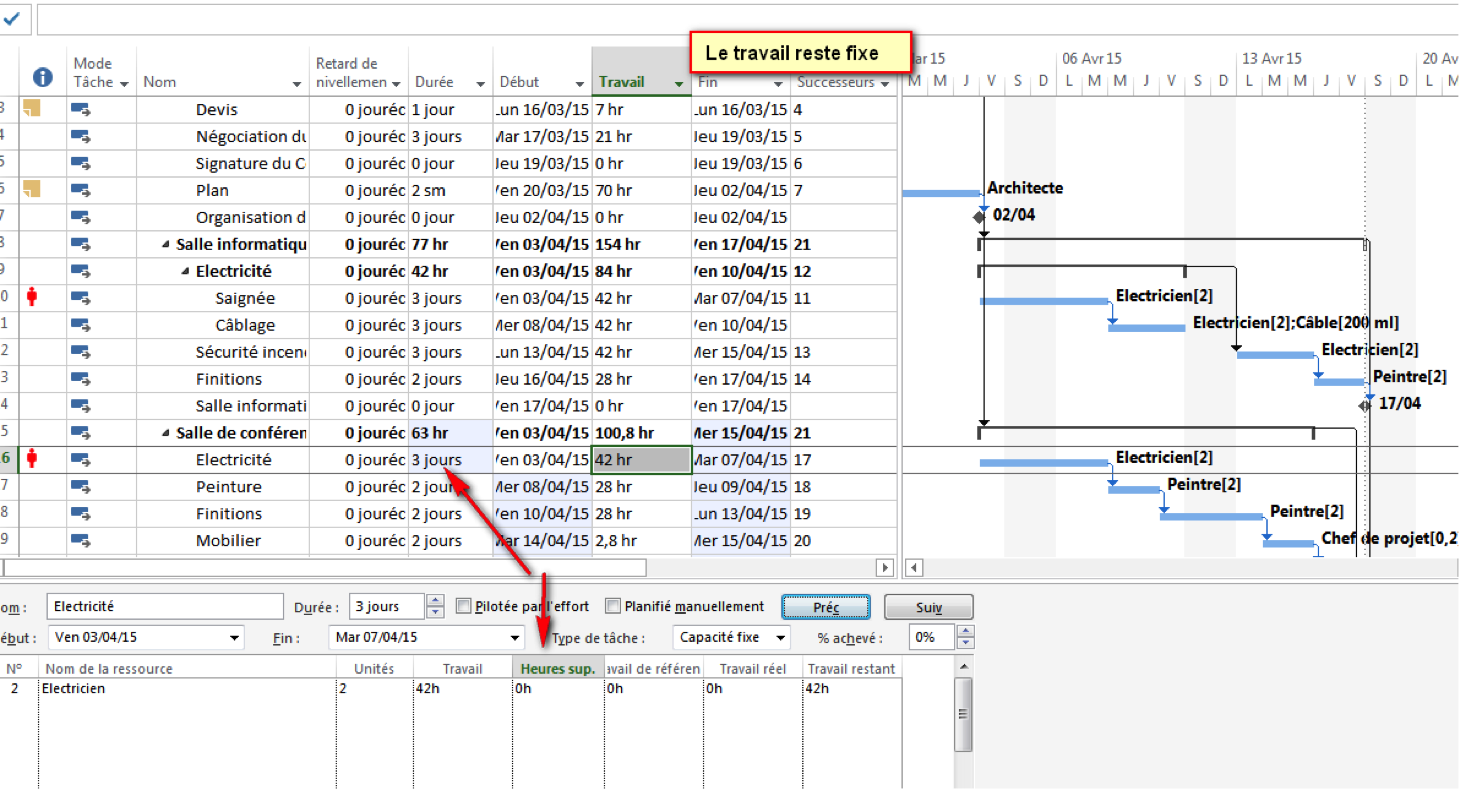 Le travail reste fixe
Mode Tâche Nom Retard de nivellemen Durée Début Travail Fin Successeurs
ar 15 06 Avr 15 13 Avr 15 20 Av
M M J V S D L M M J V S D L M M J V S D L M
3 Devis 0 jouréc 1 jour Lun 16/03/15 7 hr Lun 16/03/15 4
4 Négociation du 0 jouréc 3 jours Mar 17/03/15 21 hr Jeu 19/03/15 5
5 Signature du C 0 jouréc 0 jour Jeu 19/03/15 0 hr Jeu 19/03/15 6
Plan 0 jouréc 2 sm Ven 20/03/15 70 hr Jeu 02/04/15 7 Architecte
7 Organisation d 0 jouréc 0 jour Jeu 02/04/15 0 hr Jeu 02/04/15 02/04
8 Salle informatiqu 0 jouréc 77 hr Ven 03/04/15 154 hr Ven 17/04/15 21
9 Electricité 0 jouréc 42 hr Ven 03/04/15 84 hr Ven 10/04/15 12
0 Saignée 0 jouréc 3 jours Ven 03/04/15 42 hr Mar 07/04/15 11 Electricien[2]
1 Câblage 0 jouréc 3 jours Mer 08/04/15 42 hr Ven 10/04/15 Electricien[2];Câble[200 ml]
2 Sécurité incen 0 jouréc 3 jours Lun 13/04/15 42 hr Mer 15/04/15 13 Electricien[2]
3 Finitions 0 jouréc 2 jours Jeu 16/04/15 28 hr Ven 17/04/15 14 Peintre[2]
4 Salle informati 0 jouréc 0 jour Ven 17/04/15 0 hr Ven 17/04/15 17/04
5 Salle de conféren 0 jouréc 63 hr Ven 03/04/15 100,8 hr Mer 15/04/15 21
6 Electricité 0 jouréc 3 jours Ven 03/04/15 42 hr Mar 07/04/15 17 Electricien[2]
7 Peinture 0 jouréc 2 jours Mer 08/04/15 28 hr Jeu 09/04/15 18 Peintre[2]
8 Finitions 0 jouréc 2 jours Ven 10/04/15 28 hr Lun 13/04/15 19 Peintre[2]
9 Mobilier 0 jouréc 2 jours Mar 14/04/15 2,8 hr Mer 15/04/15 20 Chef de projet[0,2
om : Electricité Durée : 3 jours Pilotée par l'effort Planifié manuellement Préc Suiv
ébut : Ven 03/04/15 Fin : Mar 07/04/15 Type de tâche : Capacité fixe % achevé : 0%
N° Nom de la ressource Unités Travail Heures sup. avail de référen Travail réel Travail restant
2 Electricien 2 42h 0h 0h 0h 42h